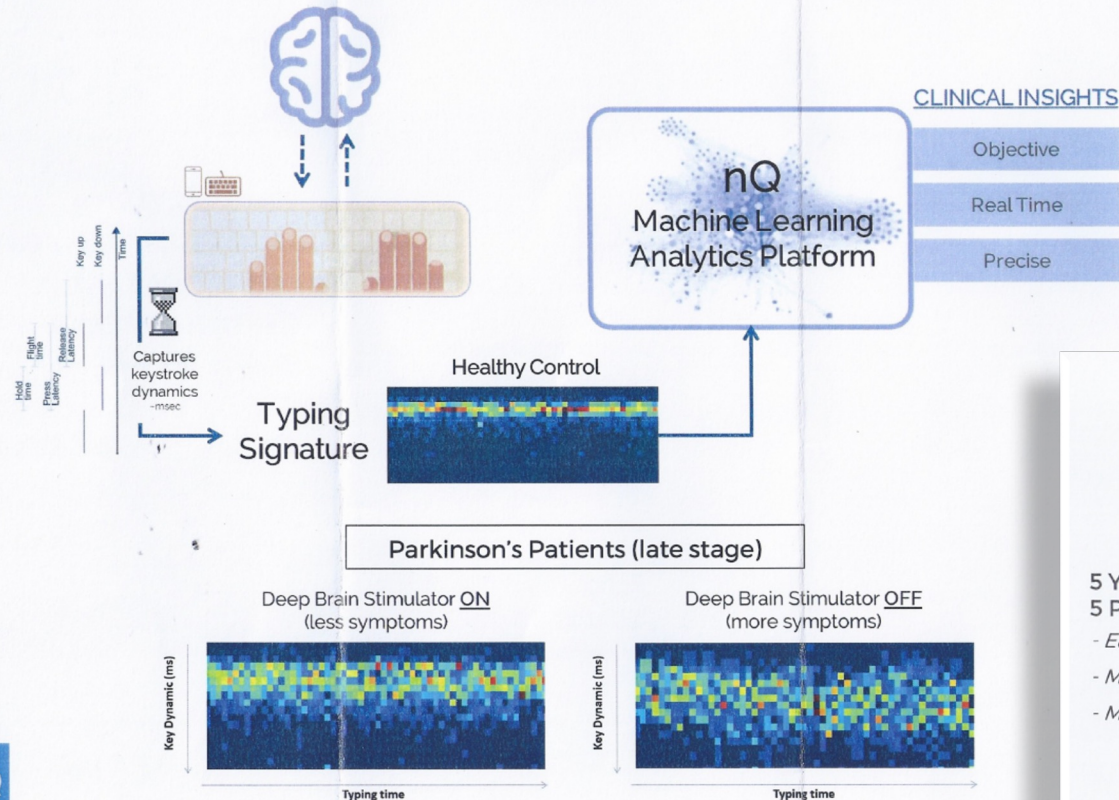 CLINICAL INSIGHTS
Objective
Real Time
Precise
nQ
Machine Learning
Analytics Platform
Key up
Key down
Time
Flight
time
Release
Latency
Hold
time
Press
Latency
Captures
keystroke
dynamics
~msec
Typing
Signature
Healthy Control
Parkinson's Patients (late stage)
Deep Brain Stimulator ON
(less symptoms)
Deep Brain Stimulator OFF
(more symptoms)
Key Dynamic (ms)
Typing time
Key Dynamic (ms)
Typing time
5 Y
5 P
- E
- M
- M